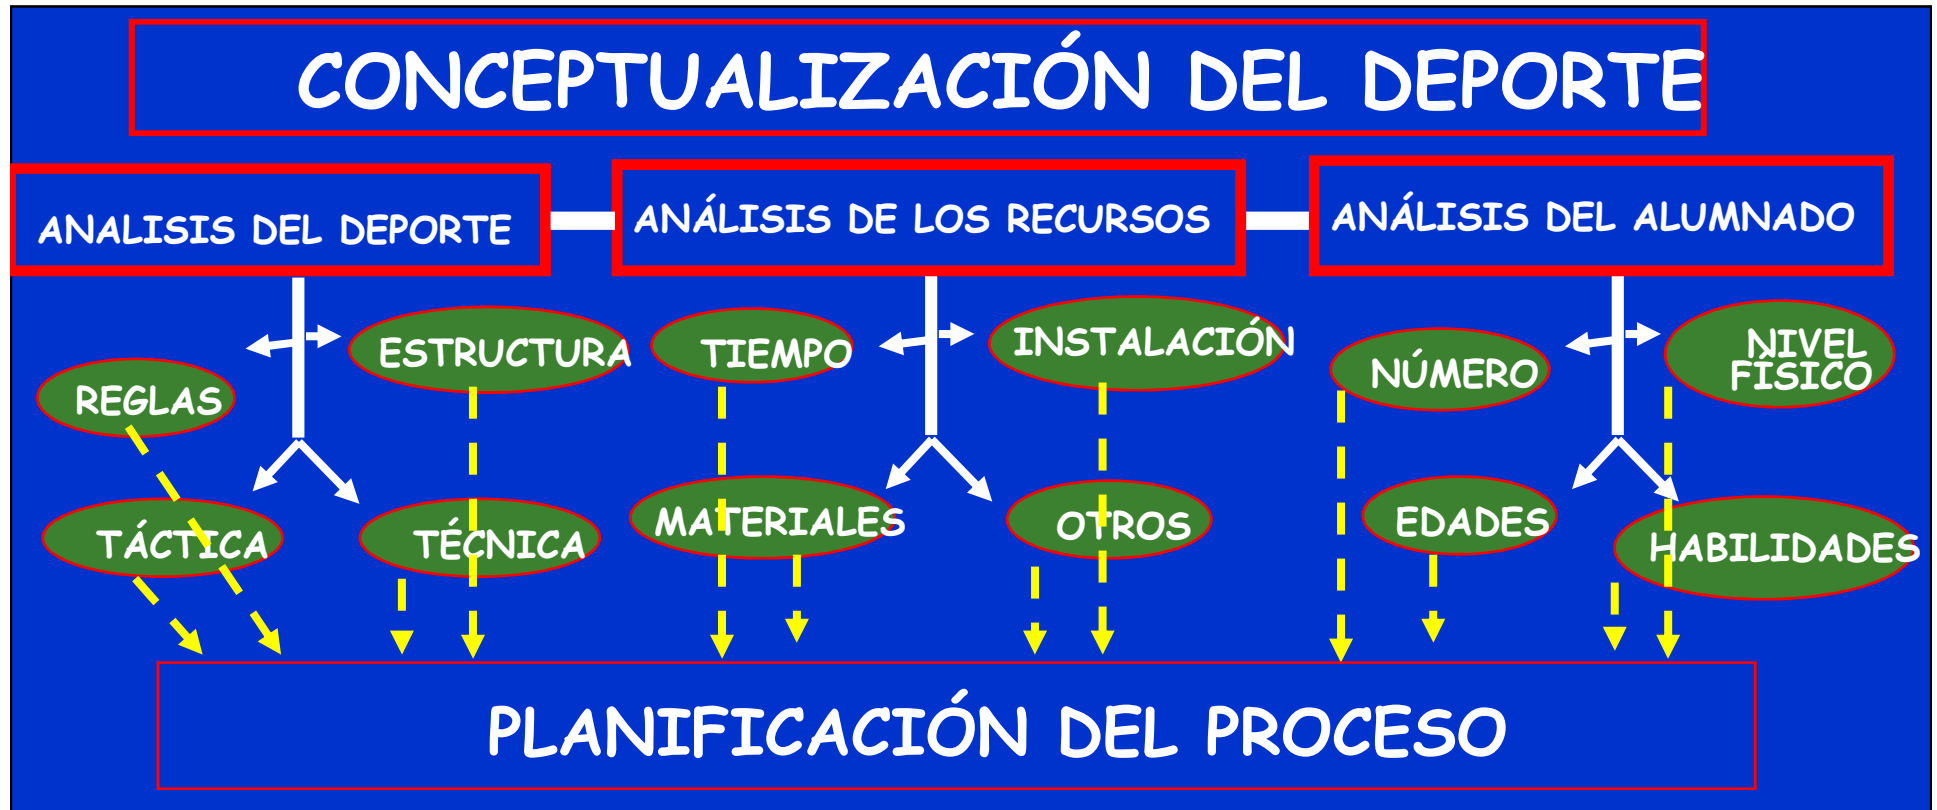 CONCEPTUALIZACIÓN DEL DEPORTE
ANALISIS DEL DEPORTE
ANÁLISIS DE LOS RECURSOS
ANÁLISIS DEL ALUMNADO
REGLAS
ESTRUCTURA
TIEMPO
INSTALACIÓN
NÚMERO
NIVEL
FÍSICO
TÁCTICA
TÉCNICA
MATERIALES
OTROS
EDADES
HABILIDADES
PLANIFICACIÓN DEL PROCESO